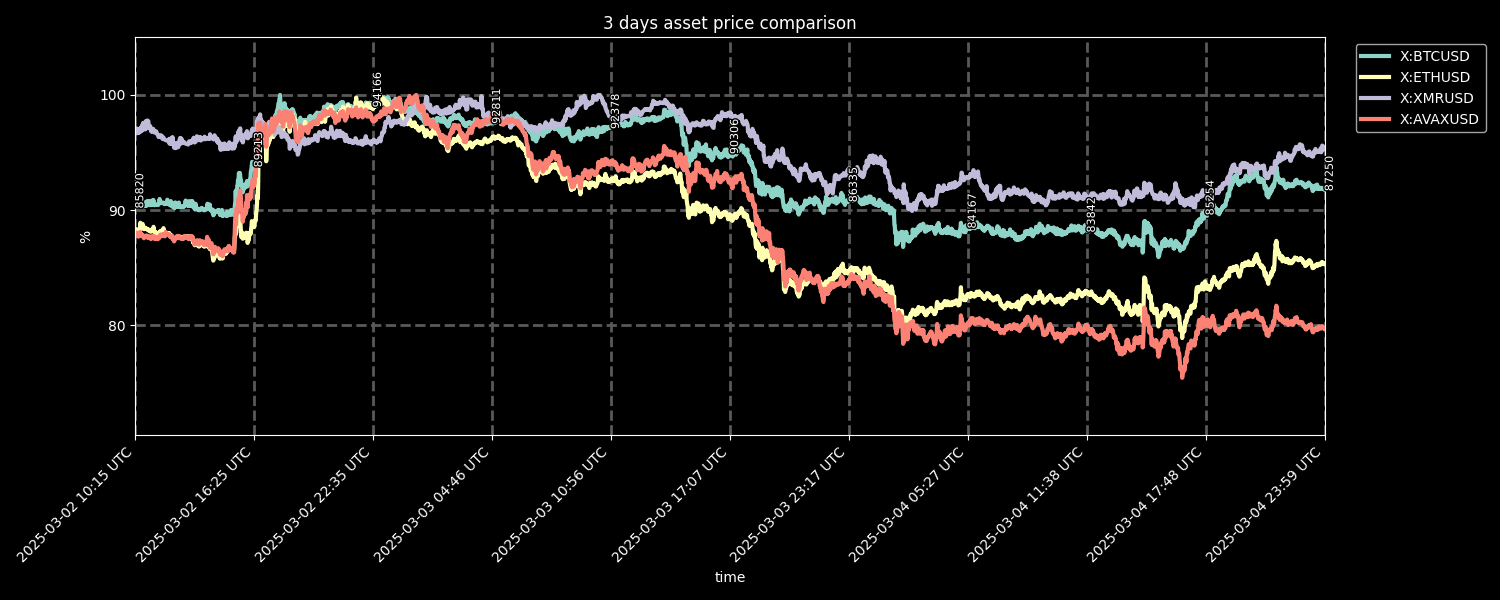 3 days asset price comparison
X:BTCUSD
X:ETHUSD
X:XMRUSD
X:AVAXUSD
%
100
90
80
85820
89213
94166
92811
92378
90306
86335
84167
83842
85254
87250
2025-03-02 10:15 UTC
2025-03-02 16:25 UTC
2025-03-02 22:35 UTC
2025-03-03 04:46 UTC
2025-03-03 10:56 UTC
2025-03-03 17:07 UTC
2025-03-03 23:17 UTC
2025-03-04 05:27 UTC
2025-03-04 11:38 UTC
2025-03-04 17:48 UTC
2025-03-04 23:59 UTC
time